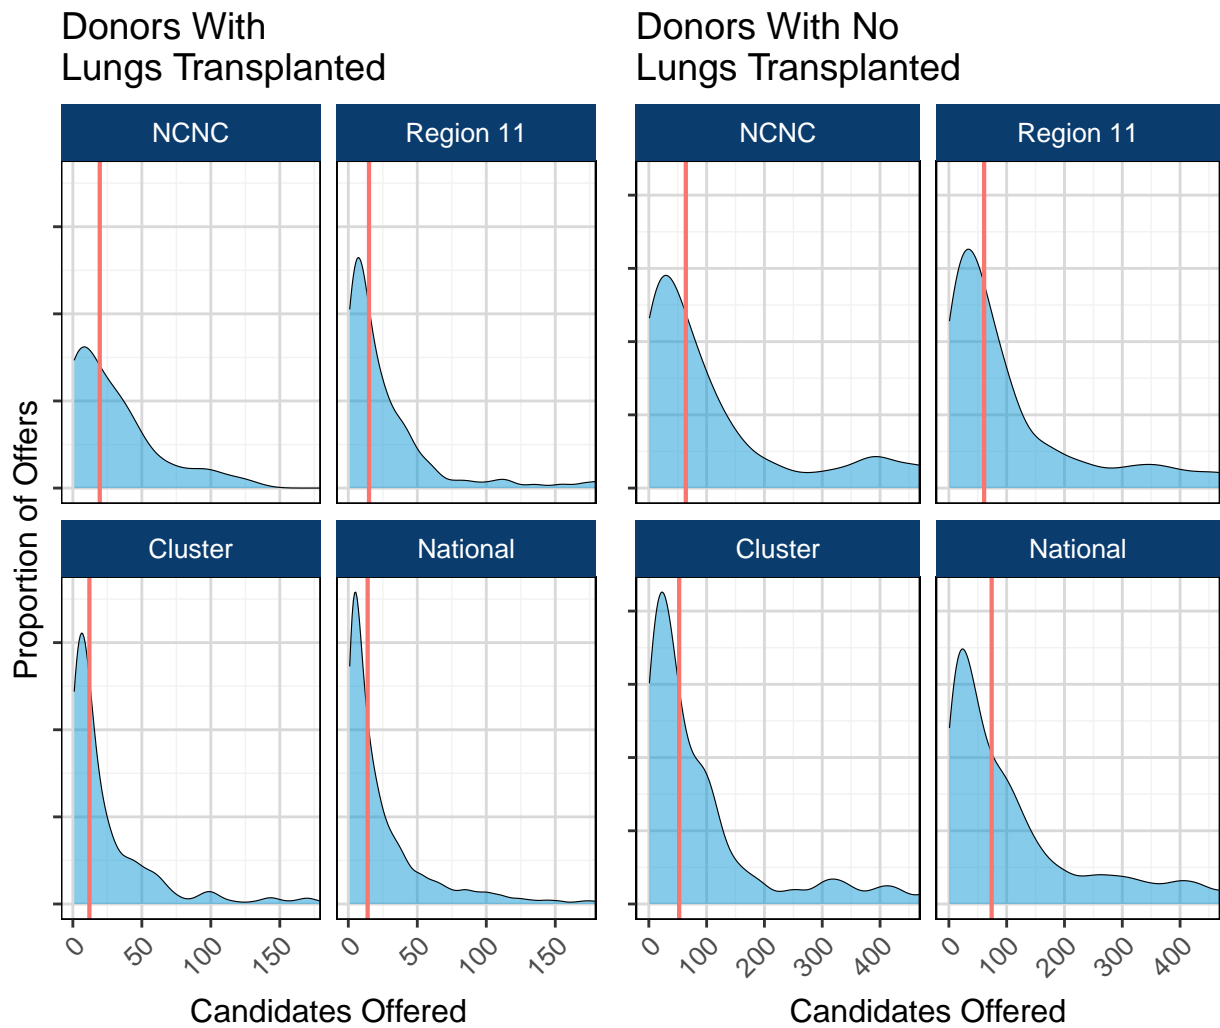 Donors With
Lungs Transplanted
Donors With No
Lungs Transplanted
NCNC
Region 11
NCNC
Region 11
Proportion of Offers
Cluster
National
Cluster
National
0 50 100 150
0 50 100 150
0 100 200 300 400
0 100 200 300 400
Candidates Offered
Candidates Offered